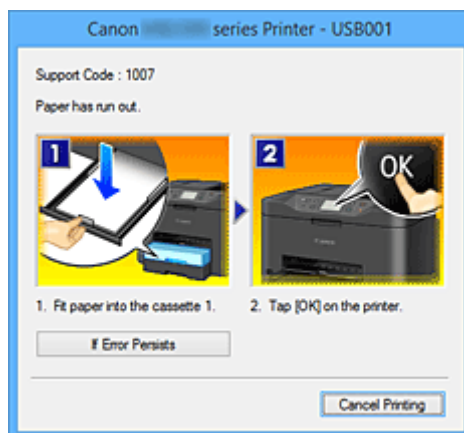 Canon series Printer - USB001
Support Code : 1007
Paper has run out.
1
2
OK
1. Fit paper into the cassette 1.
2. Tap [OK] on the printer.
If Error Persists
Cancel Printing